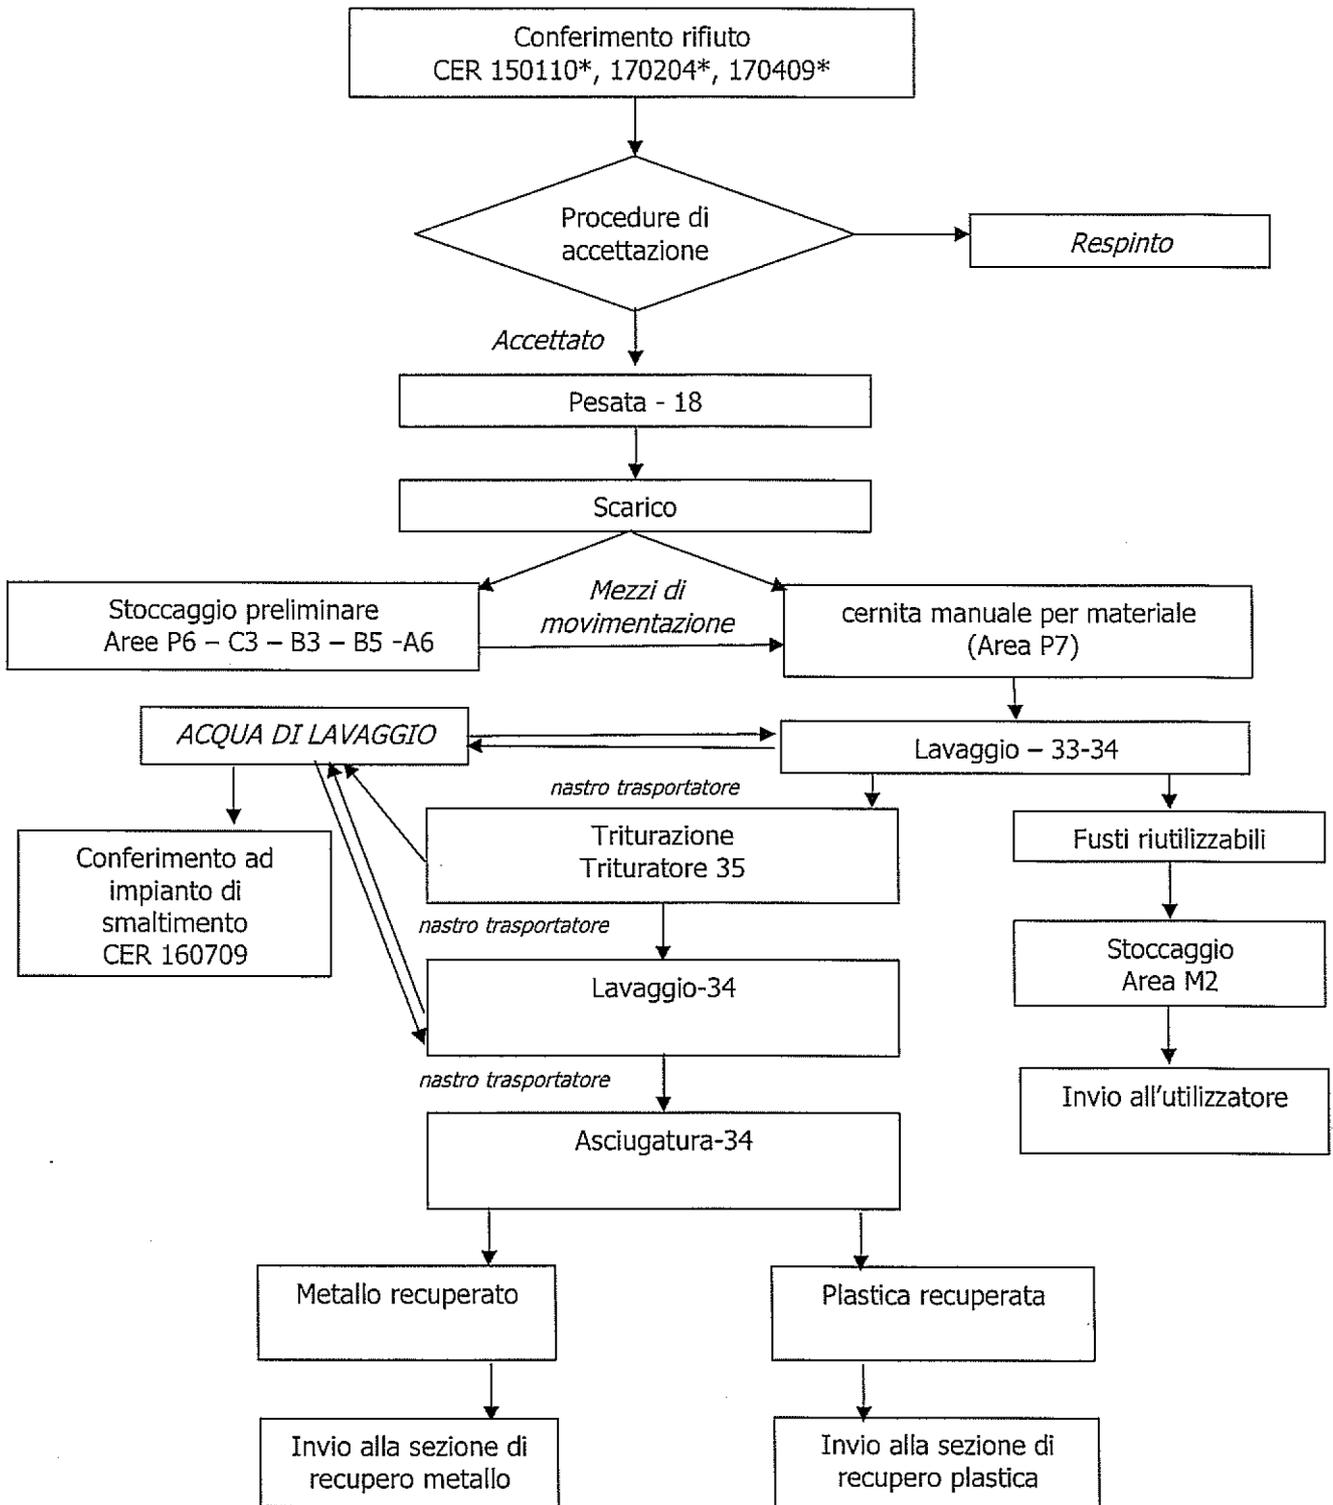 Conferimento rifiuto
CER 150110*, 170204*, 170409*
Procedure di
accettazione
Respinto
Accettato
Pesata - 18
Scarico
Stoccaggio preliminare
Aree P6 – C3 – B3 – B5 -A6
Mezzi di
movimentazione
cernita manuale per materiale
(Area P7)
ACQUA DI LAVAGGIO
Lavaggio – 33-34
nastro trasportatore
Triturazione
Trituratore 35
Fusti riutilizzabili
Conferimento ad
impianto di
smaltimento
CER 160709
nastro trasportatore
Lavaggio-34
Stoccaggio
Area M2
nastro trasportatore
Invio all'utilizzatore
Asciugatura-34
Metallo recuperato
Plastica recuperata
Invio alla sezione di
recupero metallo
Invio alla sezione di
recupero plastica